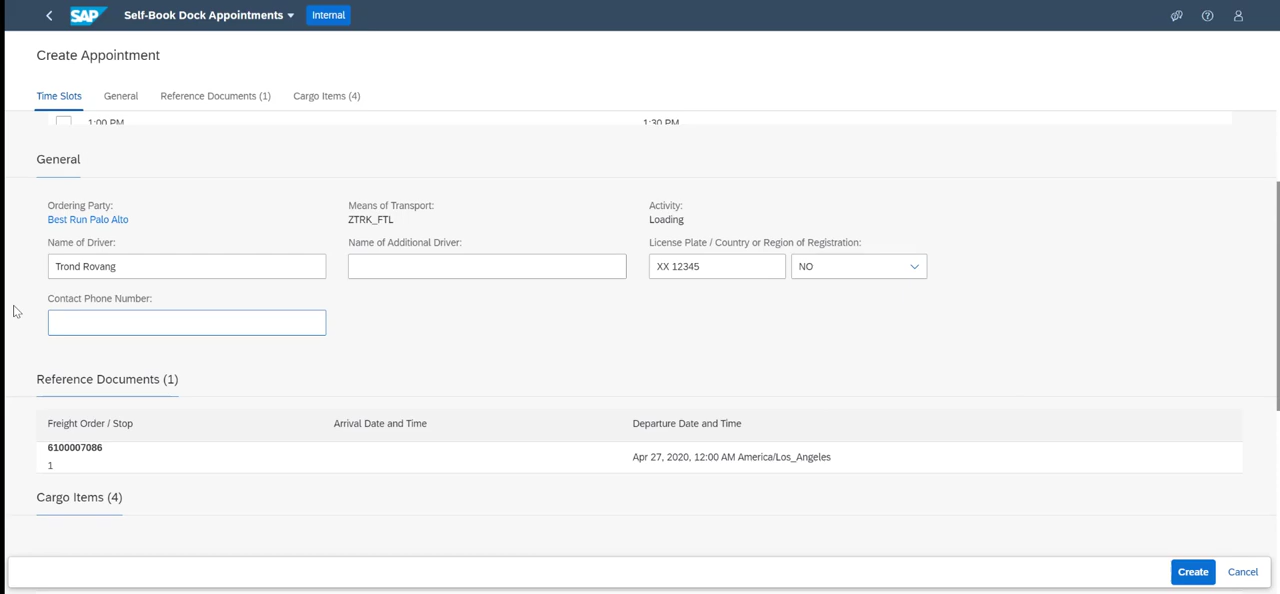 SAP Self-Book Dock Appointments Internal
Create Appointment
Time Slots General Reference Documents (1) Cargo Items (4)
1:00 PM 1:30 PM
General
Ordering Party: Means of Transport: Activity:
Best Run Palo Alto ZTRK_FTL Loading
Name of Driver: Name of Additional Driver: License Plate / Country or Region of Registration:
Trond Rovang XX 12345 NO
Contact Phone Number:
Reference Documents (1)
Freight Order / Stop Arrival Date and Time Departure Date and Time
6100007086
1 Apr 27, 2020, 12:00 AM America/Los_Angeles
Cargo Items (4)
Create Cancel